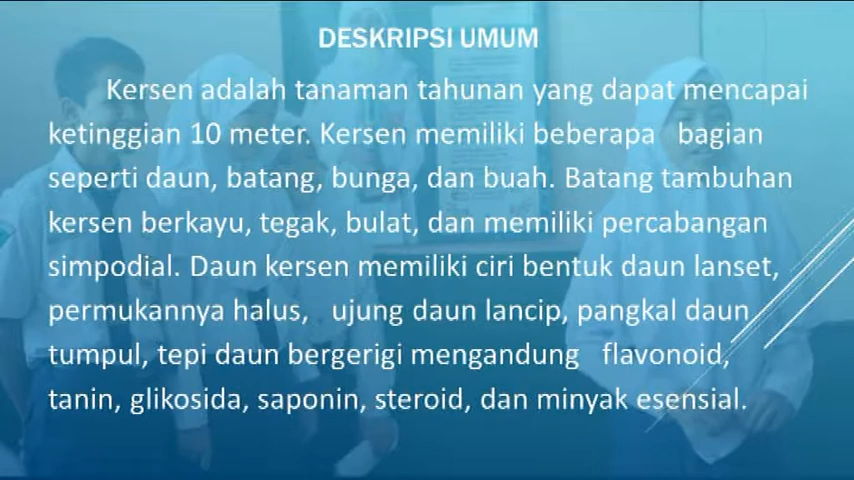 DESKRIPSI UMUM
Kersen adalah tanaman tahunan yang dapat mencapai
ketinggian 10 meter. Kersen memiliki beberapa bagian
seperti daun, batang, bunga, dan buah. Batang tambuhan
kersen berkayu, tegak, bulat, dan memiliki percabangan
simpodial. Daun kersen memiliki ciri bentuk daun lanset,
permukannya halus, ujung daun lancip, pangkal daun
tumpul, tepi daun bergerigi mengandung flavonoid,
tanin, glikosida, saponin, steroid, dan minyak esensial.